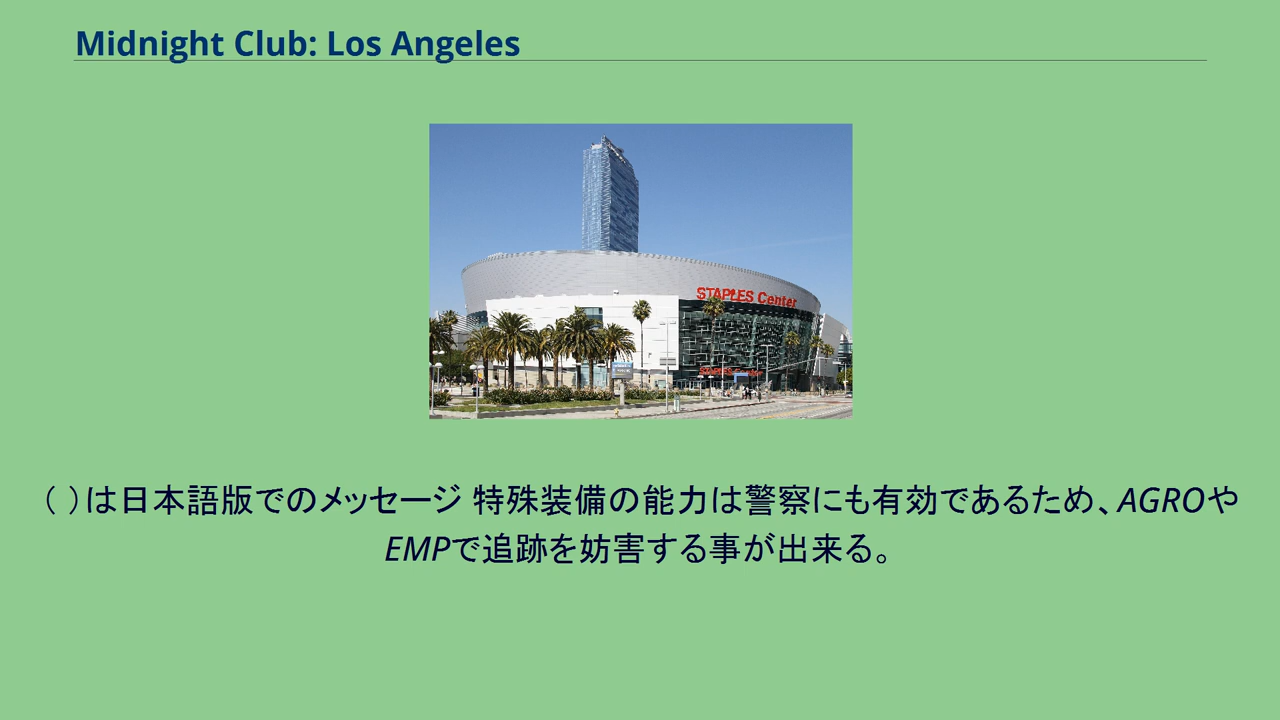 Midnight Club: Los Angeles
STAPLES Center
STAPLES Center
( )は日本語版でのメッセージ 特殊装備の能力は警察にも有効であるため、AGROや
EMPで追跡を妨害する事が出来る。